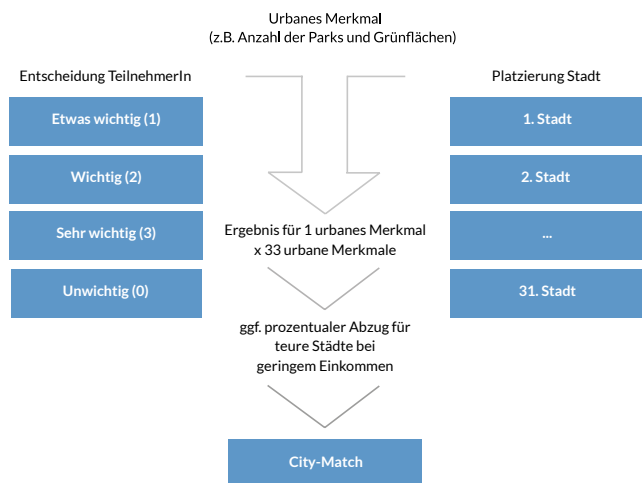 Urbanes Merkmal
(z.B. Anzahl der Parks und Grünflächen)
Entscheidung TeilnehmerIn
Etwas wichtig (1)
Wichtig (2)
Sehr wichtig (3)
Unwichtig (0)
Platzierung Stadt
1. Stadt
2. Stadt
...
31. Stadt
Ergebnis für 1 urbanes Merkmal
x 33 urbane Merkmale
ggf. prozentualer Abzug für
teure Städte bei
geringem Einkommen
City-Match